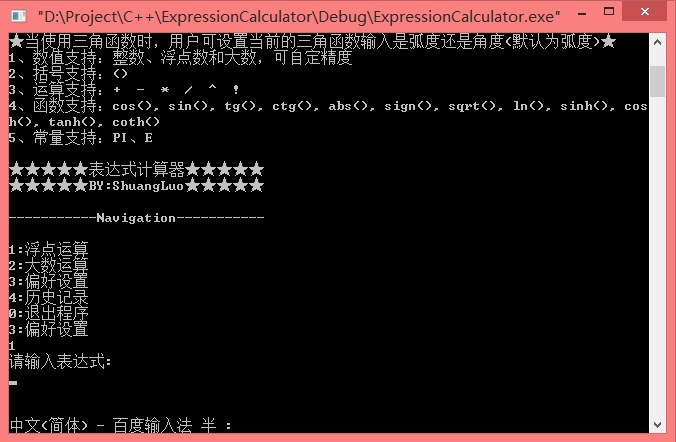 "D:\Project\C++\ExpressionCalculator\Debug\ExpressionCalculator.exe"
★当使用三角函数时，用户可设置当前的三角函数输入是弧度还是角度(默认为弧度)★
1、数值支持：整数、浮点数和大数，可自定精度
2、括号支持：()
3、运算支持：+ - * / ^ !
4、函数支持：cos(), sin(), tg(), ctg(), abs(), sign(), sqrt(), ln(), sinh(), cos
h(), tanh(), coth()
5、常量支持：PI、E
★★★★★表达式计算器★★★★★
★★★★★BY:ShuangLuo★★★★★
-----------Navigation-----------
1:浮点运算
2:大数运算
3:偏好设置
4:历史记录
0:退出程序
3:偏好设置
1
请输入表达式:
中文(简体) - 百度输入法 半 :